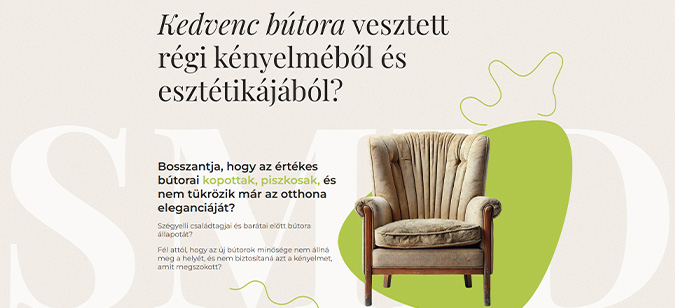 Kedvenc bútora vesztett
régi kényelméből és
esztétikájából?
Bosszantja, hogy az értékes
bútorai kopottak, piszkosak, és
nem tükrözik már az otthona
eleganciáját?
Szégyelli családtagjai és barátai előtt bútora
állapotát?
Fél attól, hogy az új bútorok minősége nem állná
meg a helyét, és nem biztosítaná azt a kényelmet,
amit megszokott?